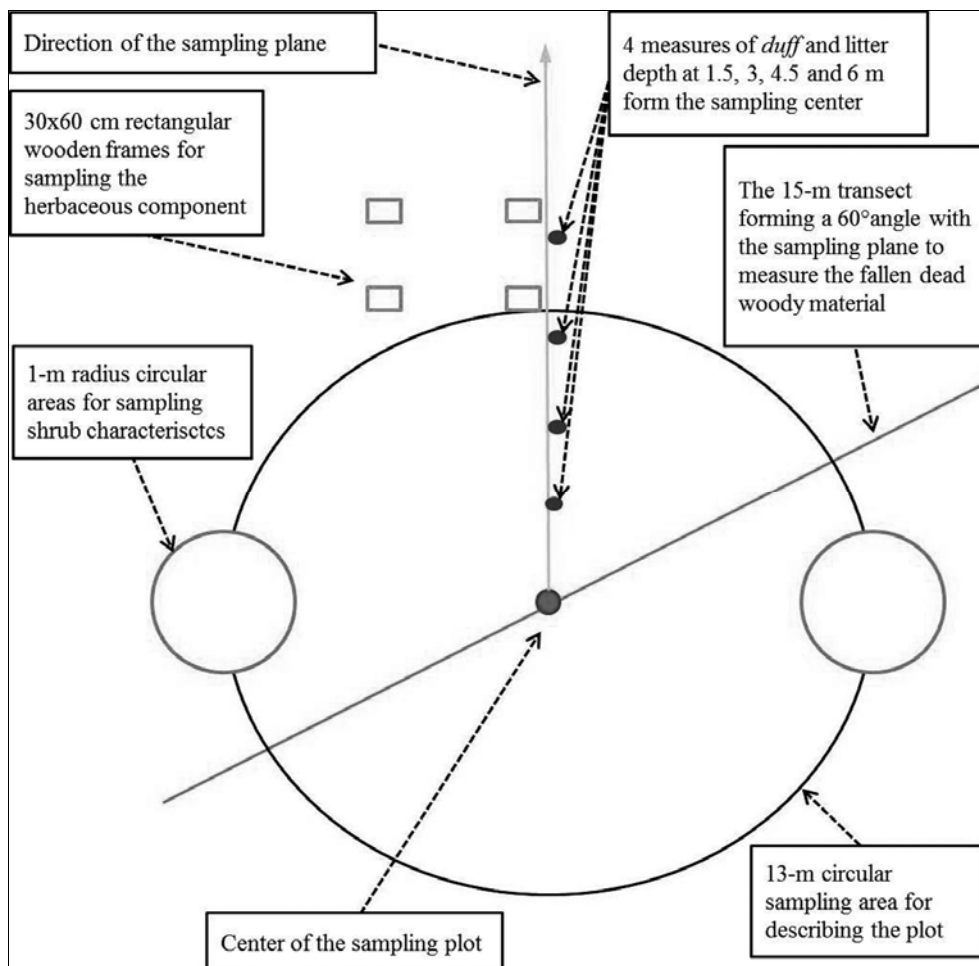 Direction of the sampling plane
4 measures of duff and litter
depth at 1.5, 3, 4.5 and 6 m
form the sampling center
30x60 cm rectangular
wooden frames for
sampling the
herbaceous component
The 15-m transect
forming a 60°angle with
the sampling plane to
measure the fallen dead
woody material
1-m radius circular
areas for sampling
shrub characterisctcs
13-m circular
sampling area for
describing the plot
Center of the sampling plot